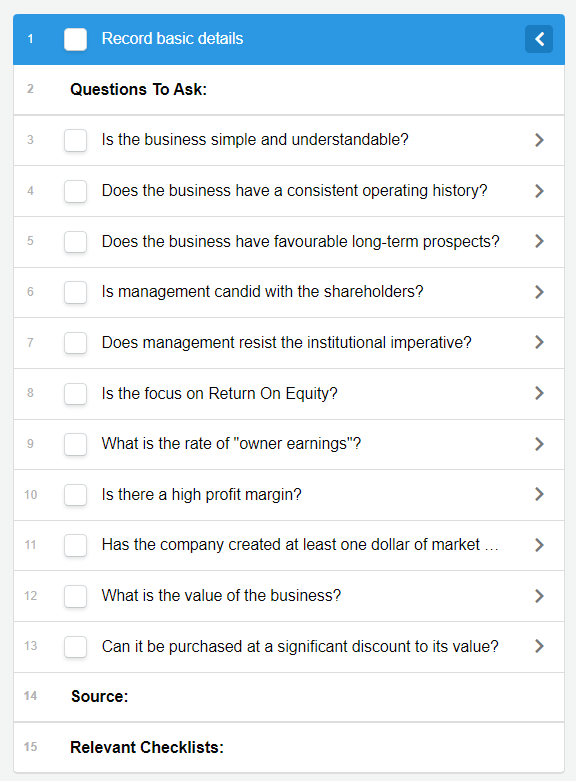 1 Record basic details
2 Questions To Ask:
3 Is the business simple and understandable?
4 Does the business have a consistent operating history?
5 Does the business have favourable long-term prospects?
6 Is management candid with the shareholders?
7 Does management resist the institutional imperative?
8 Is the focus on Return On Equity?
9 What is the rate of "owner earnings"?
10 Is there a high profit margin?
11 Has the company created at least one dollar of market ...
12 What is the value of the business?
13 Can it be purchased at a significant discount to its value?
14 Source:
15 Relevant Checklists: